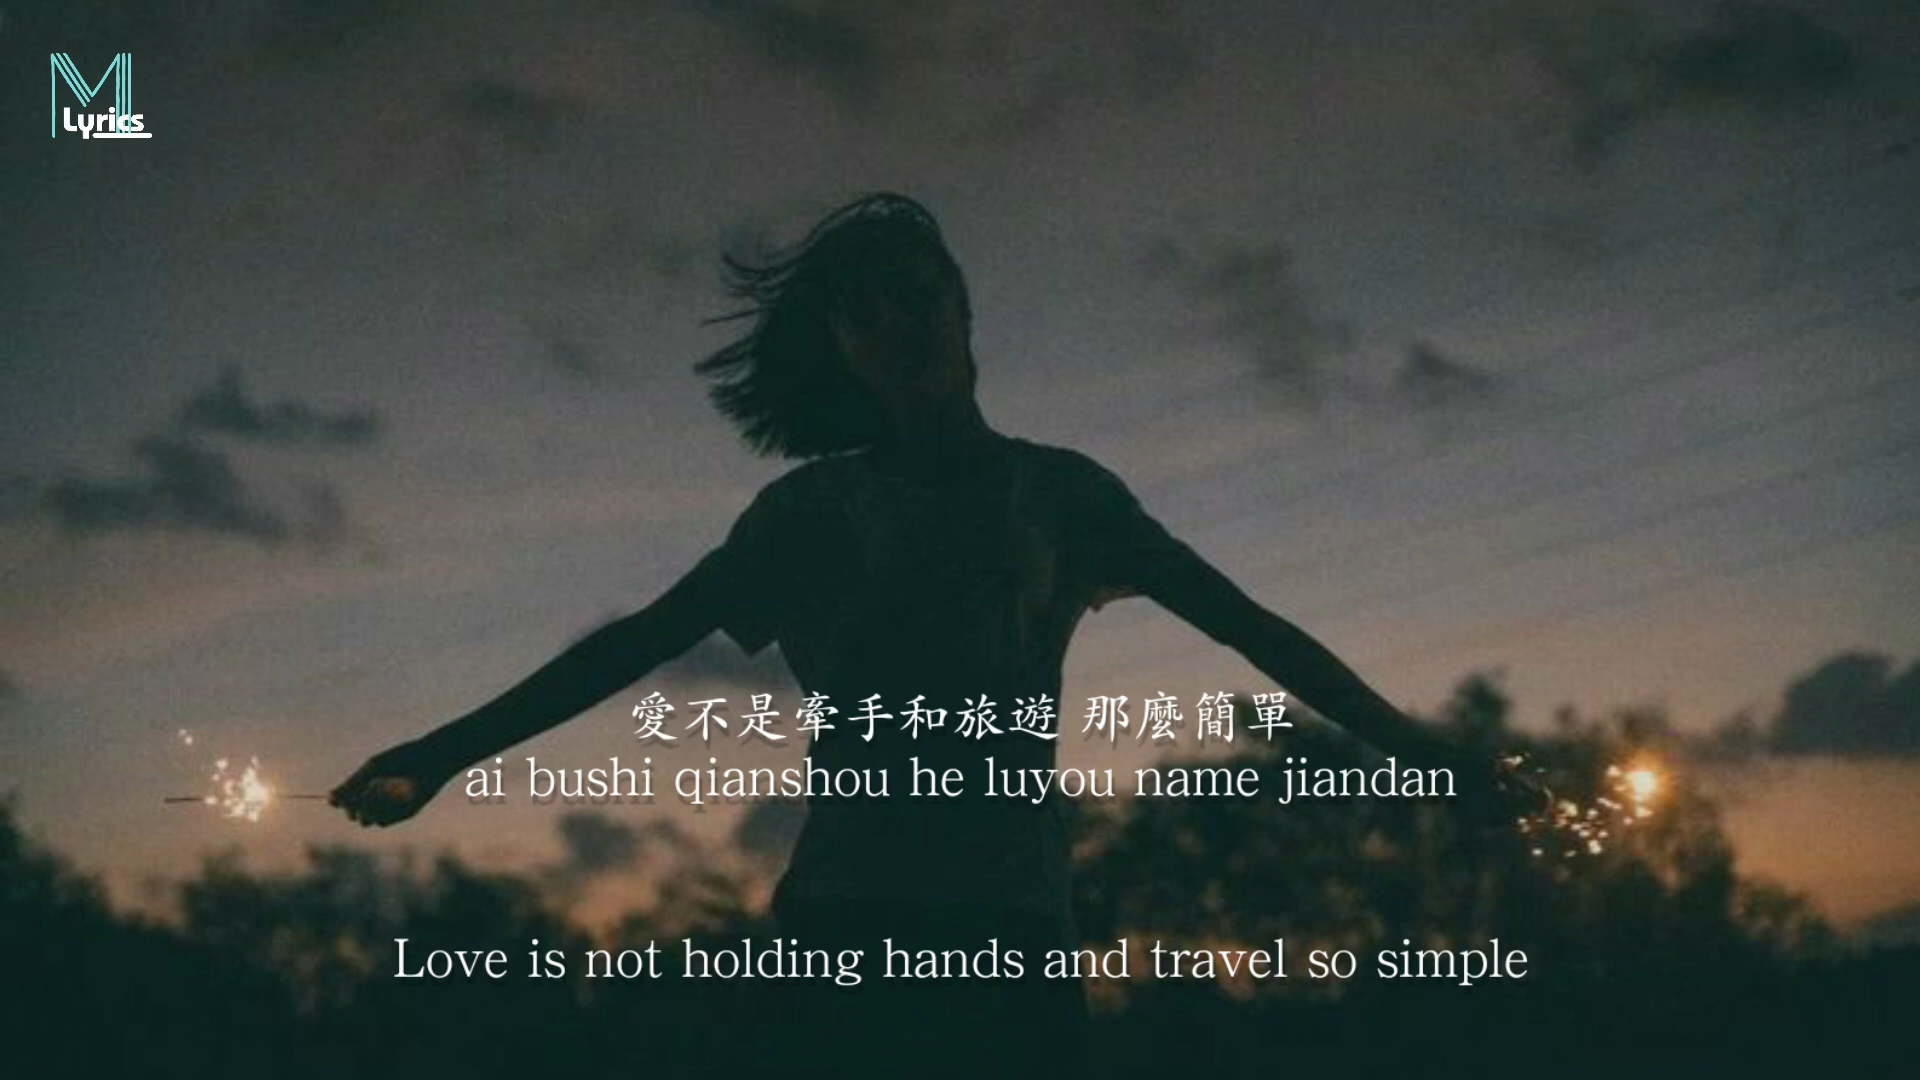 M
Lyrics
愛不是牽手和旅遊 那麼簡單
ai bushi qianshou he luyou name jiandan
Love is not holding hands and travel so simple